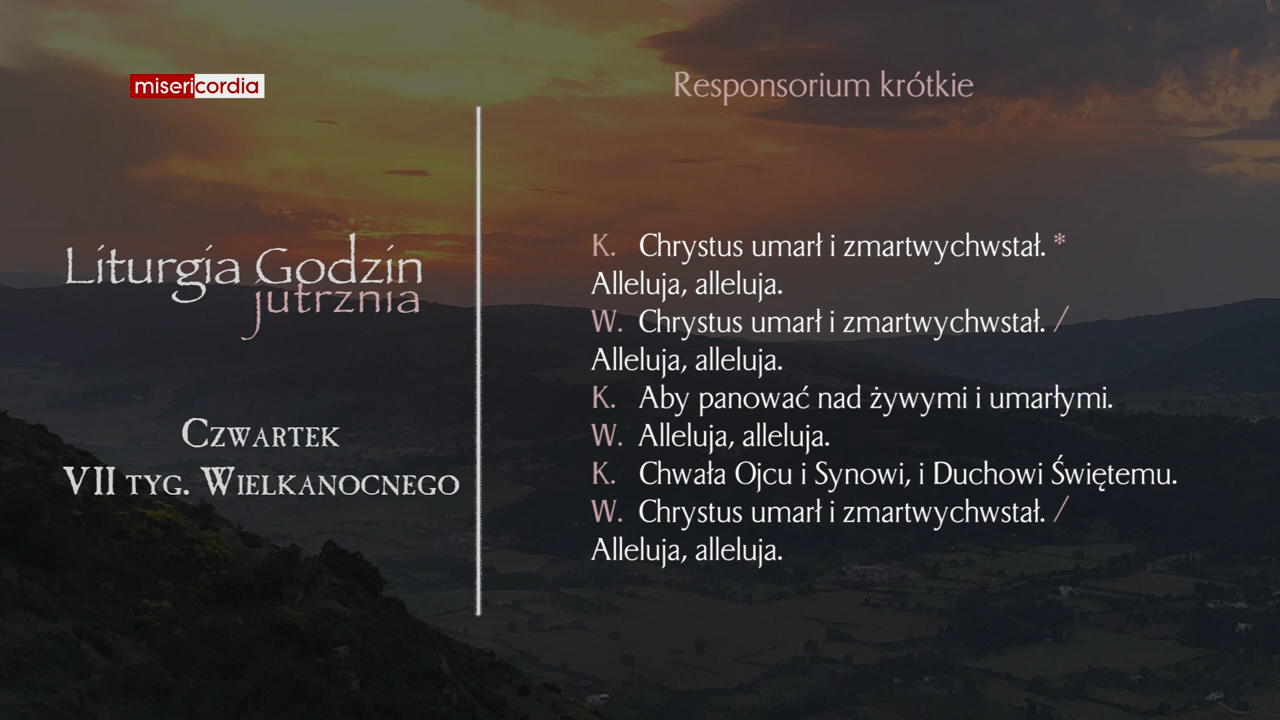 misericordia
Liturgia Godzin
jutrznia
Czwartek
VII tyg. Wielkanocnego
Responsorium krótkie
K. Chrystus umarł i zmartwychwstał. *
Alleluja, alleluja.
W. Chrystus umarł i zmartwychwstał. /
Alleluja, alleluja.
K. Aby panować nad żywymi i umarłymi.
W. Alleluja, alleluja.
K. Chwała Ojcu i Synowi, i Duchowi Świętemu.
W. Chrystus umarł i zmartwychwstał. /
Alleluja, alleluja.